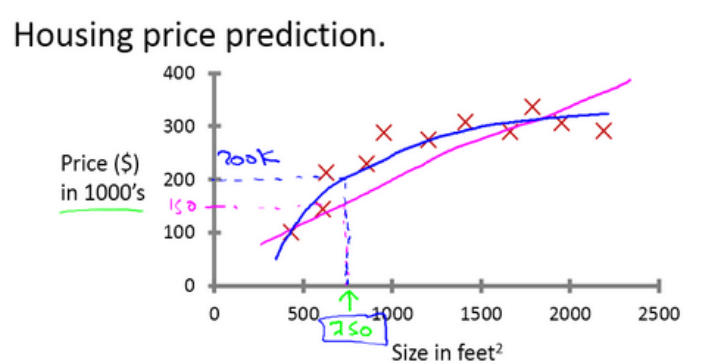 Housing price prediction.
400
300
Price ($)
in 1000's
200K
200
150
100
0
0 500 1000 1500 2000 2500
750
Size in feet²